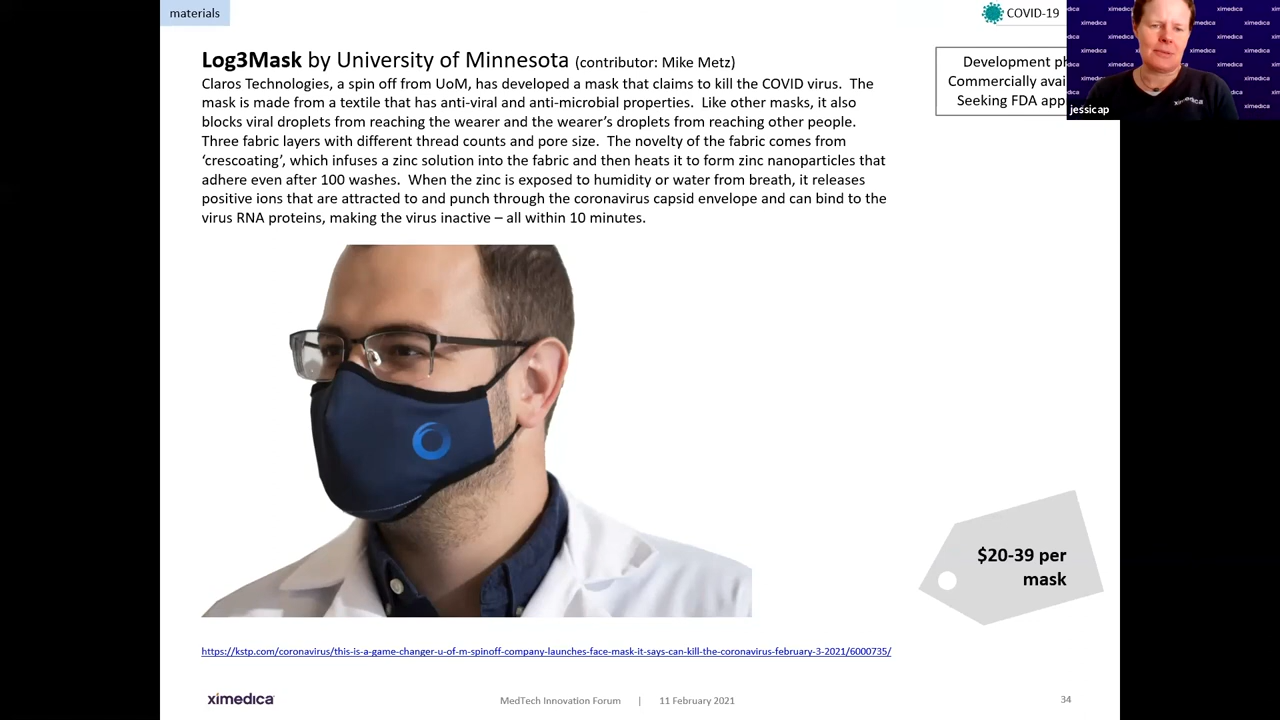 materials
COVID-19
Log3Mask by University of Minnesota (contributor: Mike Metz)
Claros Technologies, a spin off from UoM, has developed a mask that claims to kill the COVID virus. The
mask is made from a textile that has anti-viral and anti-microbial properties. Like other masks, it also
blocks viral droplets from reaching the wearer and the wearer’s droplets from reaching other people.
Three fabric layers with different thread counts and pore size. The novelty of the fabric comes from
‘crescoating’, which infuses a zinc solution into the fabric and then heats it to form zinc nanoparticles that
adhere even after 100 washes. When the zinc is exposed to humidity or water from breath, it releases
positive ions that are attracted to and punch through the coronavirus capsid envelope and can bind to the
virus RNA proteins, making the virus inactive – all within 10 minutes.
Development
Commercially
Seeking FDA
jessicap
ximedica
$20-39 per
mask
https://kstp.com/coronavirus/this-is-a-game-changer-u-of-m-spinoff-company-launches-face-mask-it-says-can-kill-the-coronavirus-february-3-2021/6000735/
ximedica
MedTech Innovation Forum | 11 February 2021
34